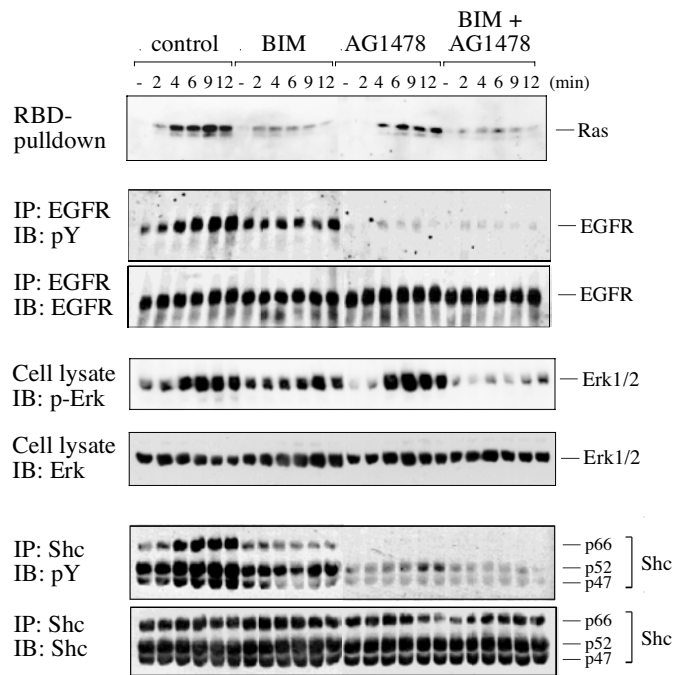 control BIM AG1478 BIM + AG1478
- 2 4 6 9 12 - 2 4 6 9 12 - 2 4 6 9 12 - 2 4 6 9 12 (min)
RBD-pulldown
Ras
IP: EGFR
IB: pY
EGFR
IP: EGFR
IB: EGFR
EGFR
Cell lysate
IB: p-Erk
Erk1/2
Cell lysate
IB: Erk
Erk1/2
IP: Shc
IB: pY
p66
p52
p47
Shc
IP: Shc
IB: Shc
p66
p52
p47
Shc